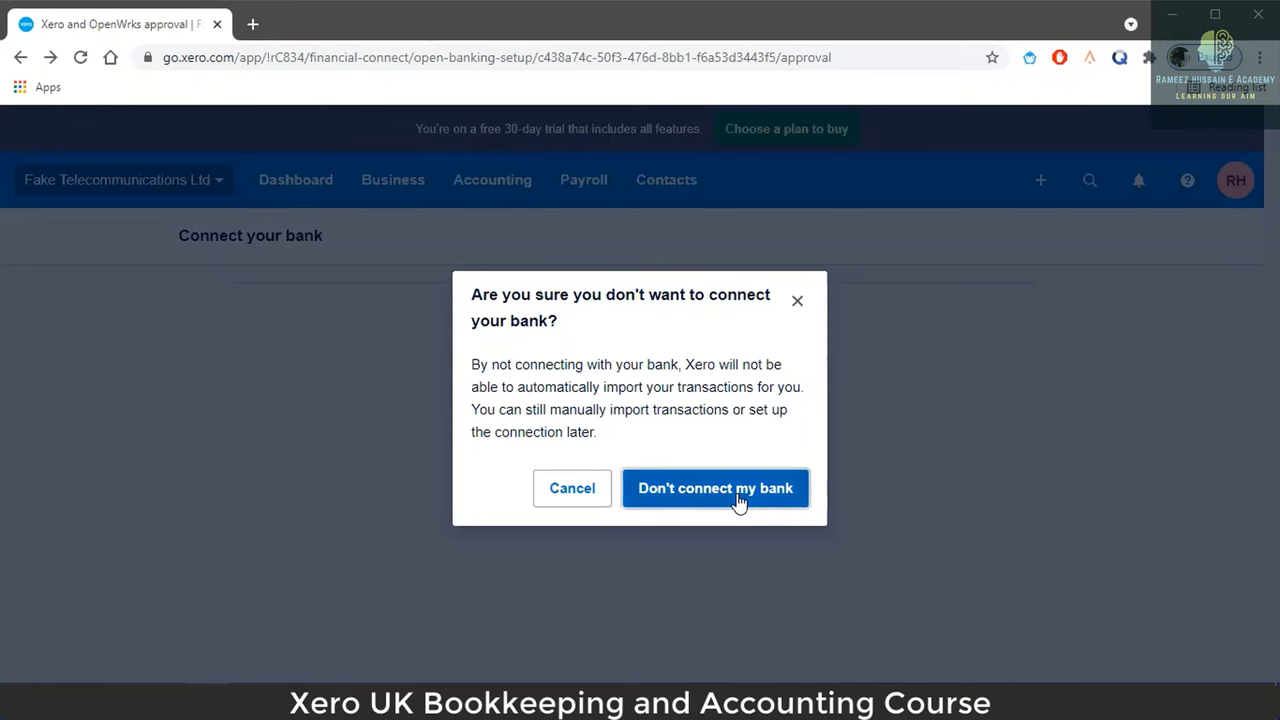 Xero and OpenWrks approval | F
go.xero.com/app/!rC834/financial-connect/open-banking-setup/c438a74c-50f3-476d-8bb1-f6a53d3443f5/approval
Apps
Reading list
RAMEEZ HUSSAIN E ACADEMY
LEARNING OUR AIM
You're on a free 30-day trial that includes all features.
Choose a plan to buy
Fake Telecommunications Ltd
Dashboard
Business
Accounting
Payroll
Contacts
RH
Connect your bank
Are you sure you don't want to connect
your bank?
By not connecting with your bank, Xero will not be
able to automatically import your transactions for you.
You can still manually import transactions or set up
the connection later.
Cancel
Don't connect my bank
Xero UK Bookkeeping and Accounting Course